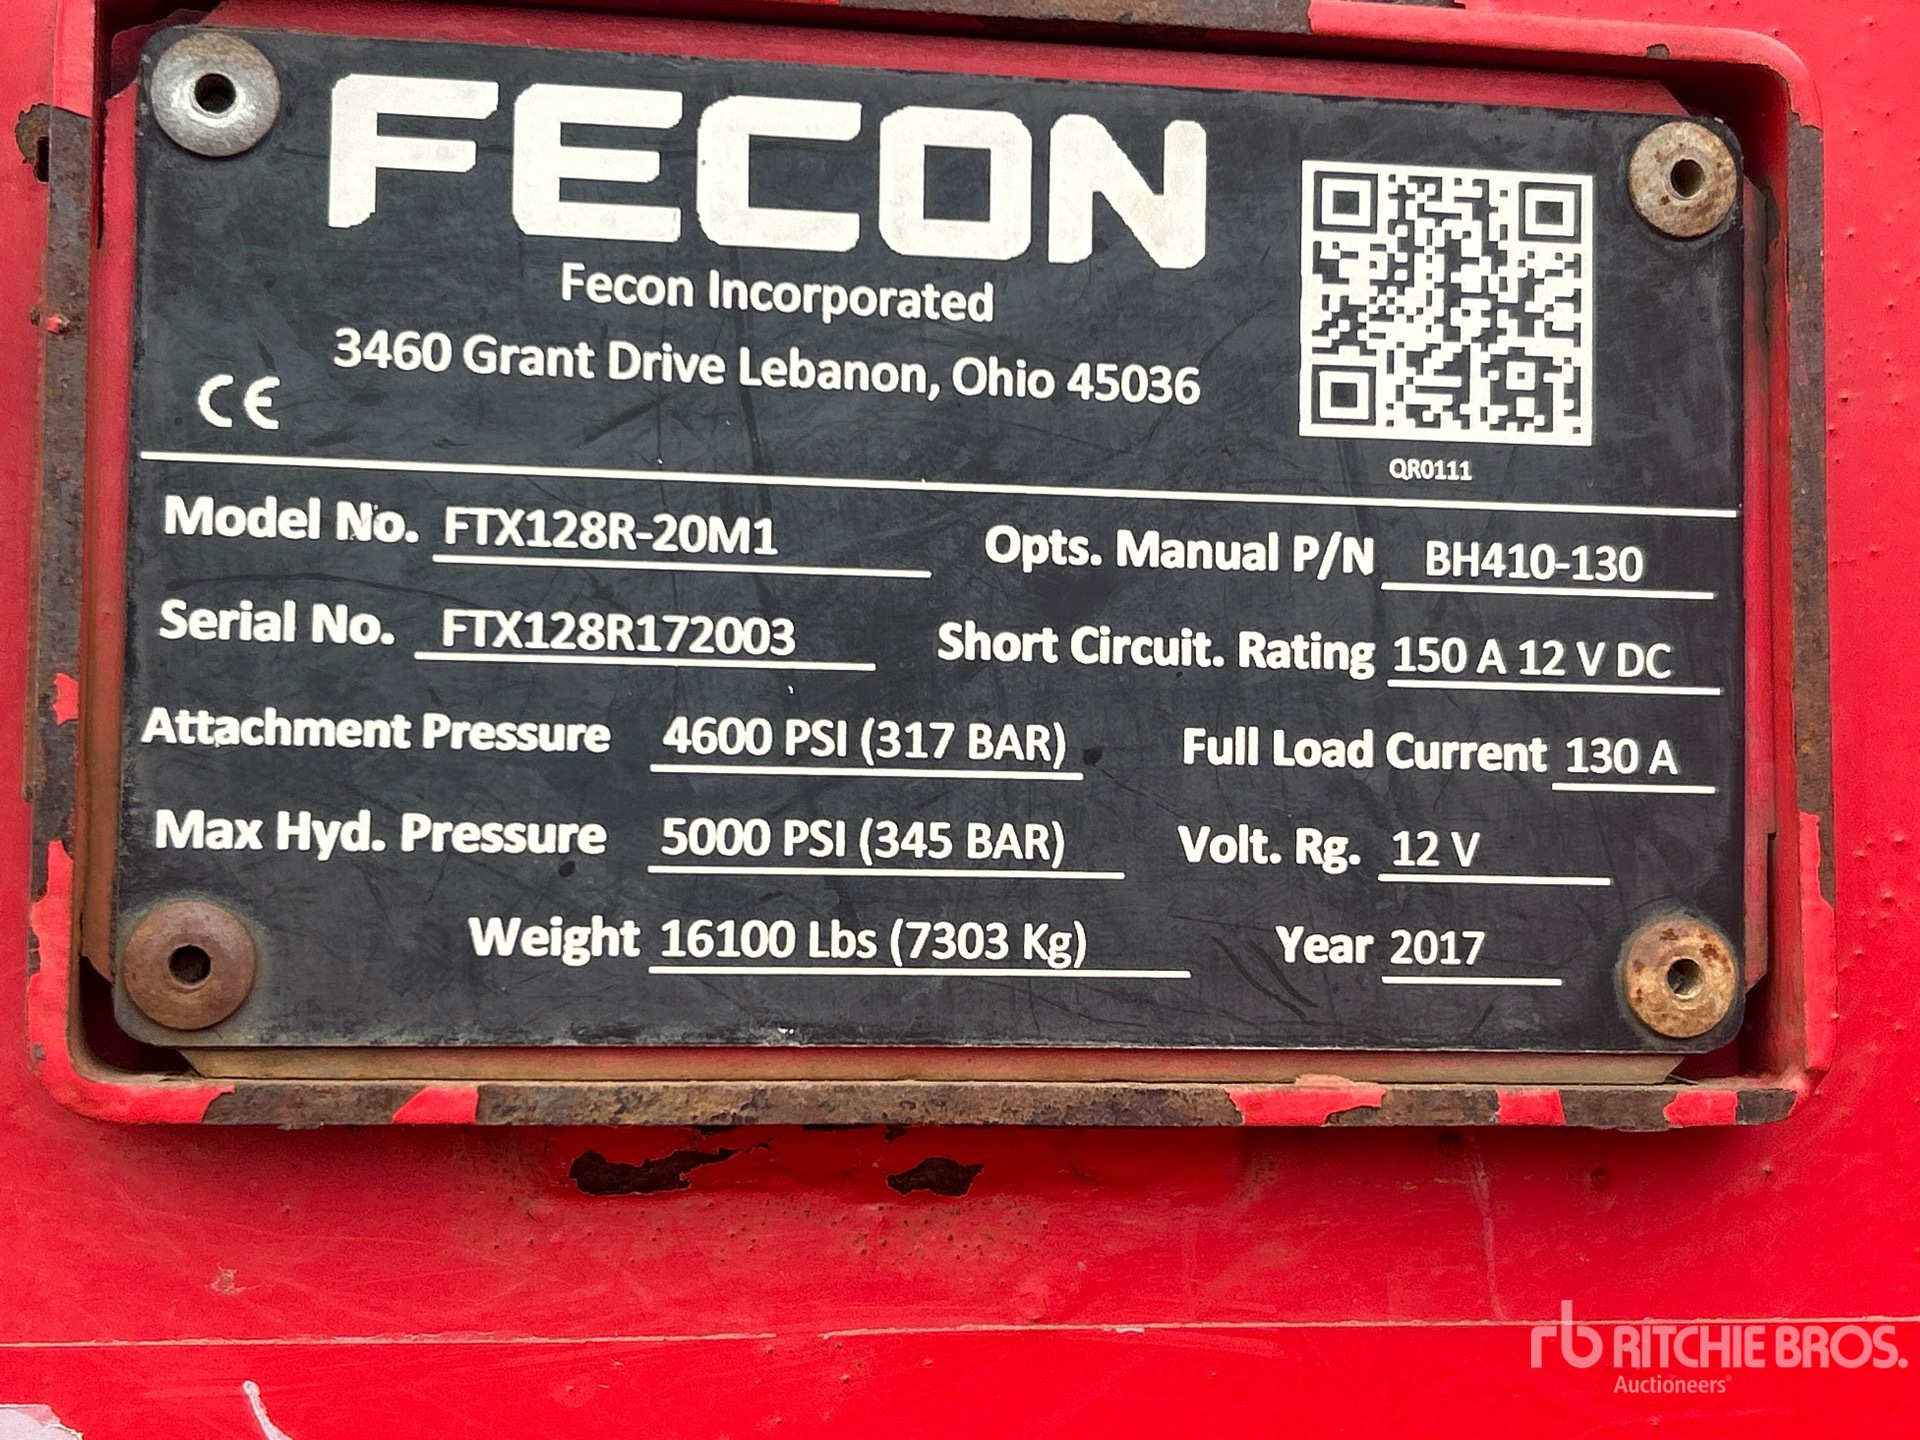 FECON
Fecon Incorporated
3460 Grant Drive Lebanon, Ohio 45036
CE
QR0111
Model No. FTX128R-20M1
Opts. Manual P/N BH410-130
Serial No. FTX128R172003
Short Circuit. Rating 150 A 12 V DC
Attachment Pressure 4600 PSI (317 BAR)
Full Load Current 130 A
Max Hyd. Pressure 5000 PSI (345 BAR)
Volt. Rg. 12 V
Weight 16100 Lbs (7303 Kg)
Year 2017
rb RITCHIE BROS.
Auctioneers